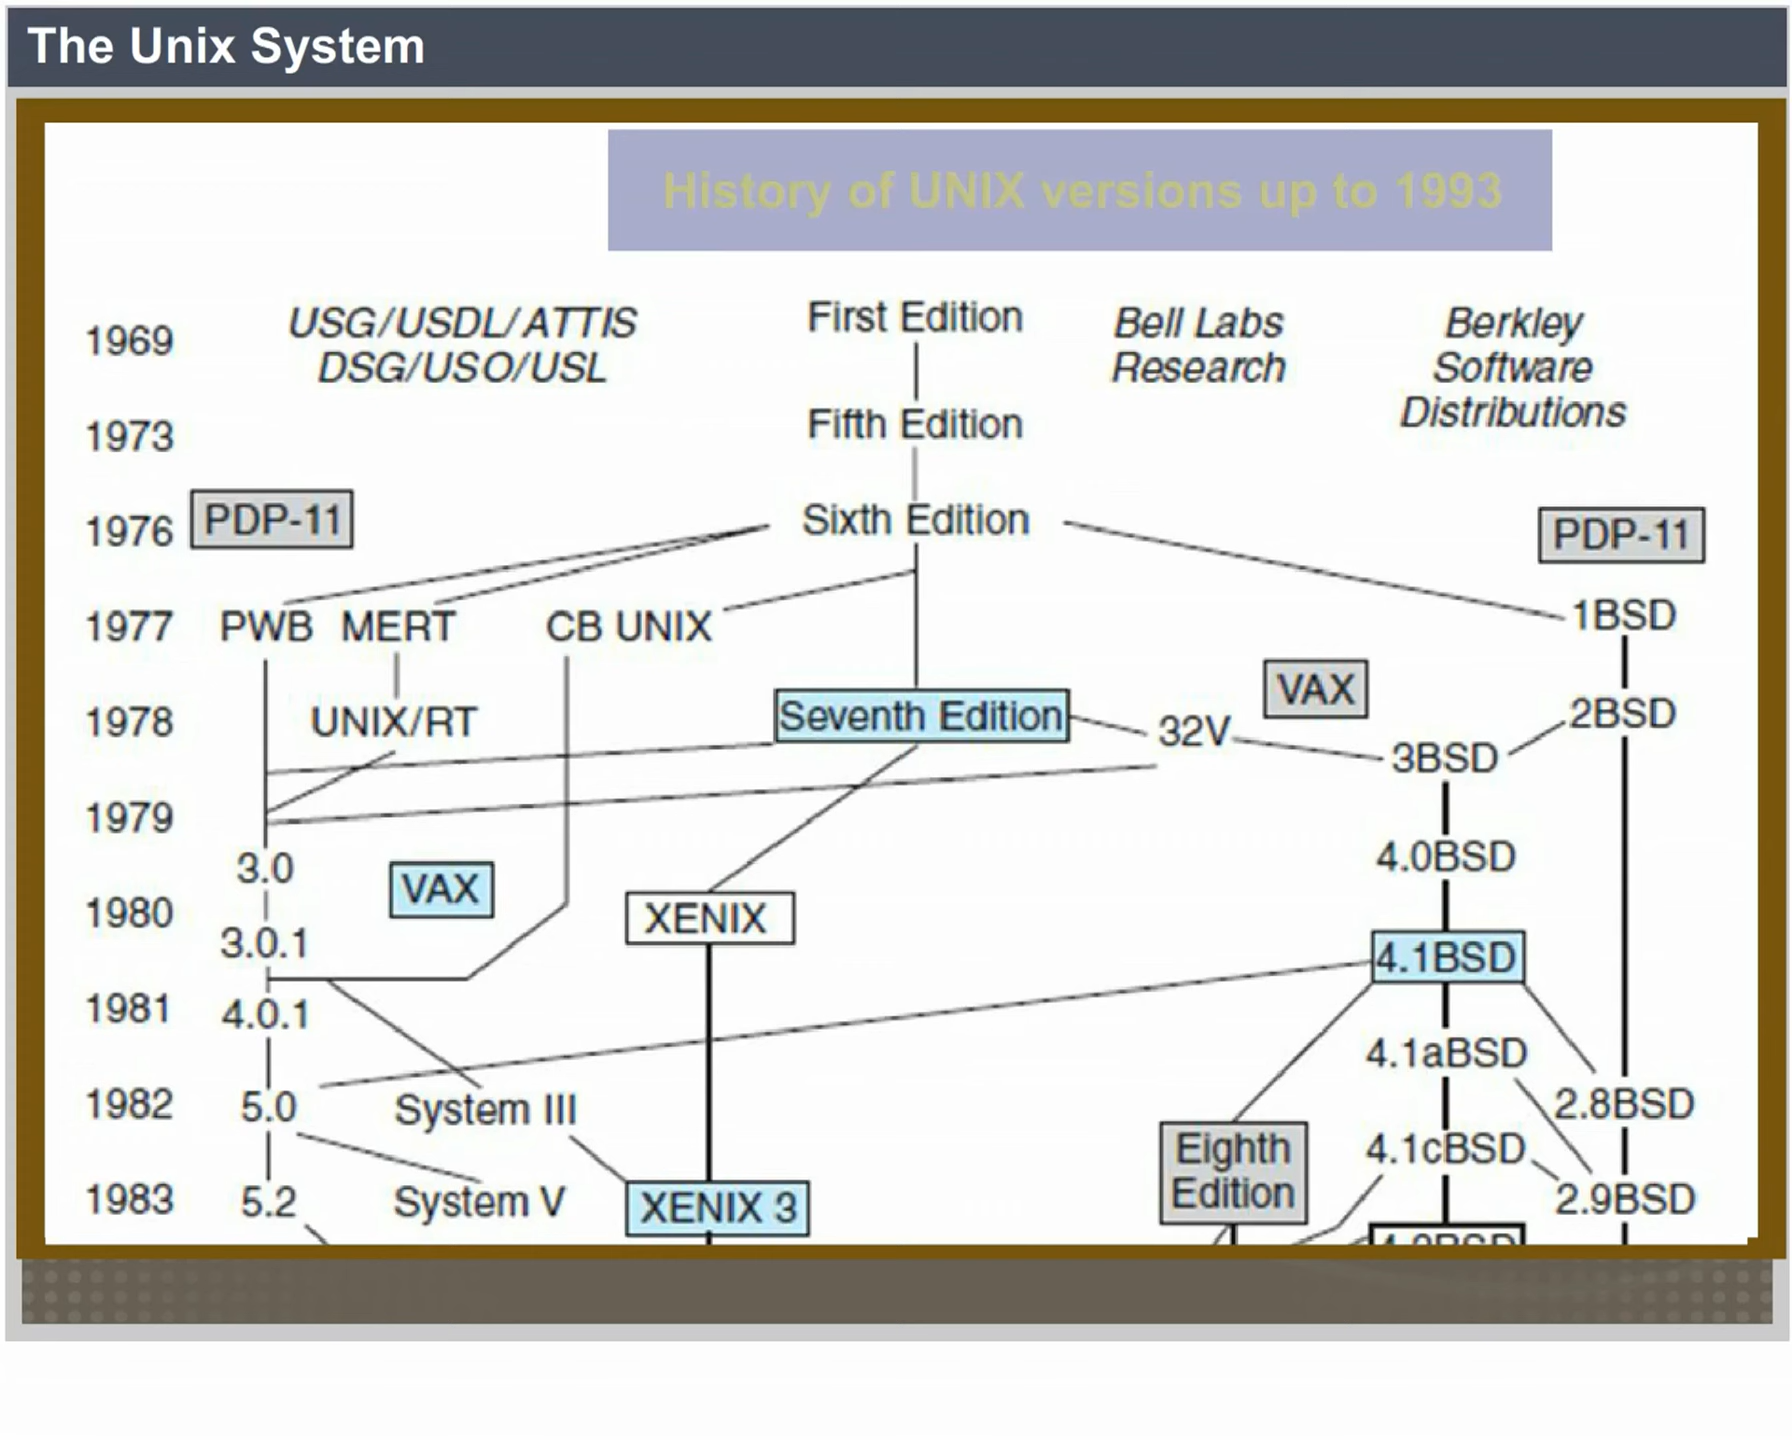 The Unix System
History of UNIX versions up to 1993
1969
USG/USDL/ATTIS
DSG/USO/USL
First Edition
Bell Labs
Research
Berkley
Software
Distributions
1973
Fifth Edition
1976
PDP-11
Sixth Edition
PDP-11
1977
PWB
MERT
CB UNIX
1BSD
1978
UNIX/RT
Seventh Edition
32V
VAX
3BSD
2BSD
1979
3.0
VAX
4.0BSD
1980
3.0.1
XENIX
4.1BSD
1981
4.0.1
4.1aBSD
1982
5.0
System III
2.8BSD
Eighth
Edition
4.1cBSD
1983
5.2
System V
XENIX 3
2.9BSD